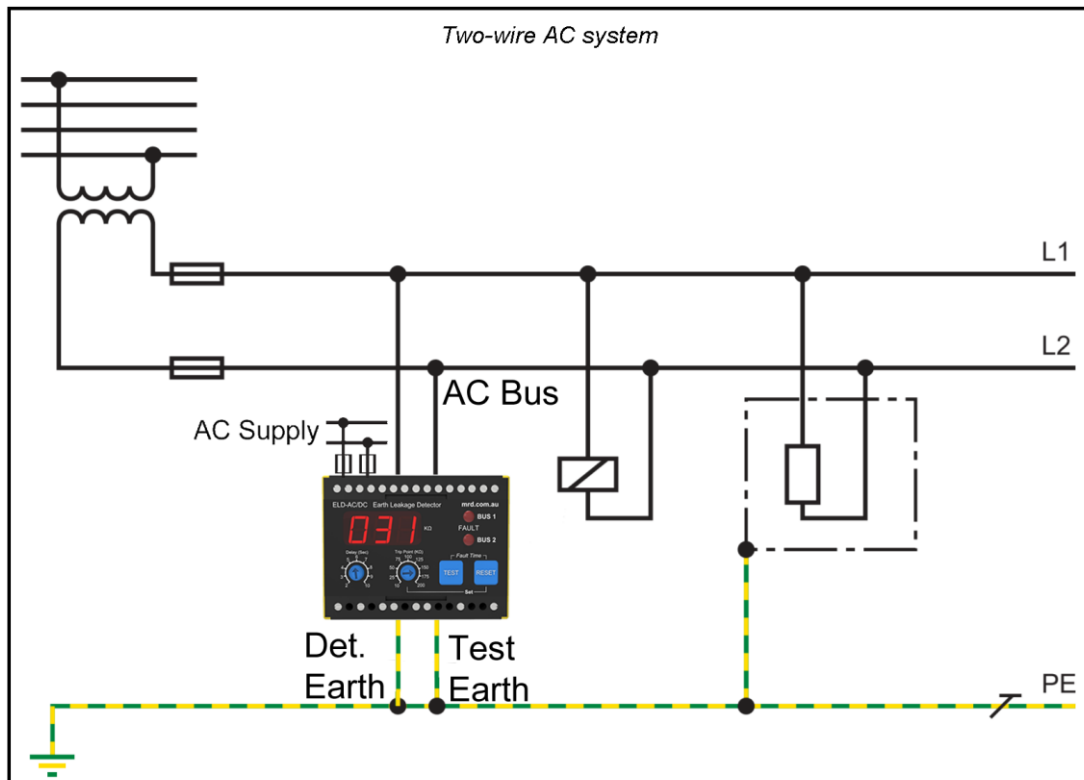 Two-wire AC system
L1
L2
AC Bus
AC Supply
ELD-AC/DC Earth Leakage Detector mrd.com.au
BUS 1
031 KΩ FAULT
BUS 2
Delay (Sec) Trip Point (KΩ) Fault Time
TEST RESET
Set
Det. Earth
Test Earth
PE